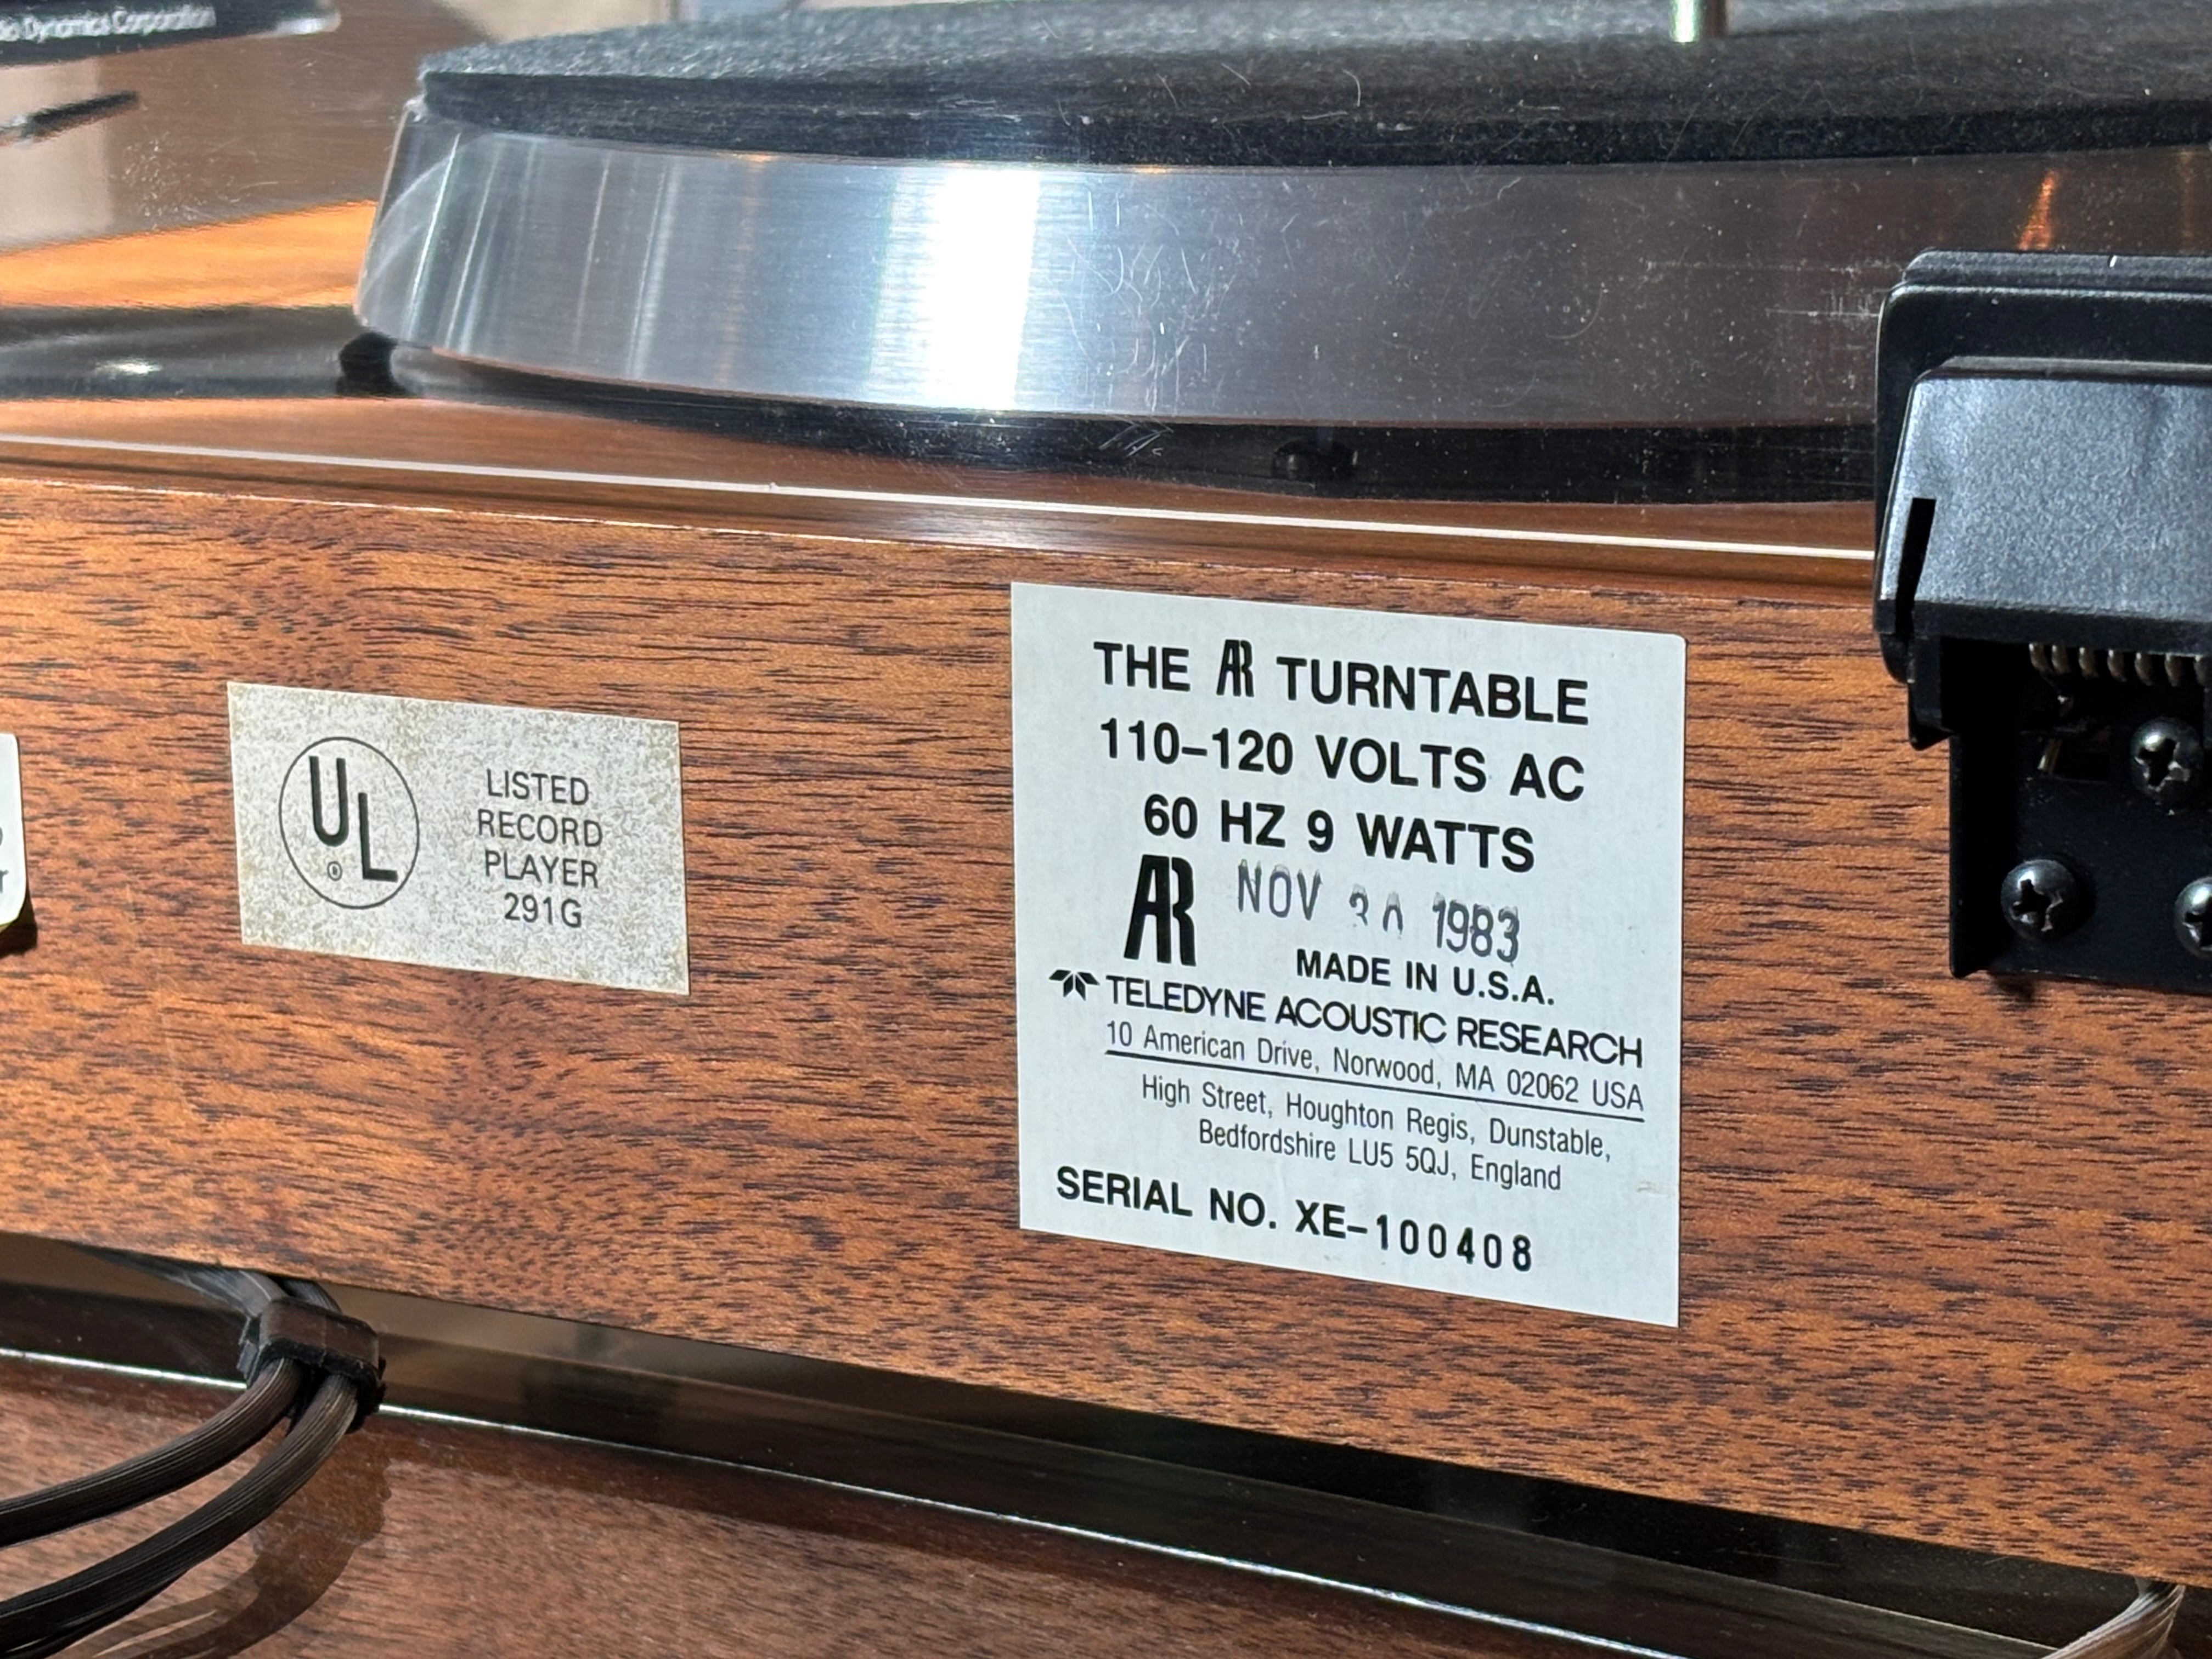 Dynamics Corporation
UL
®
LISTED
RECORD
PLAYER
291G
THE AR TURNTABLE
110–120 VOLTS AC
60 HZ 9 WATTS
AR NOV 30 1983
MADE IN U.S.A.
TELEDYNE ACOUSTIC RESEARCH
10 American Drive, Norwood, MA 02062 USA
High Street, Houghton Regis, Dunstable,
Bedfordshire LU5 5QJ, England
SERIAL NO. XE–100408